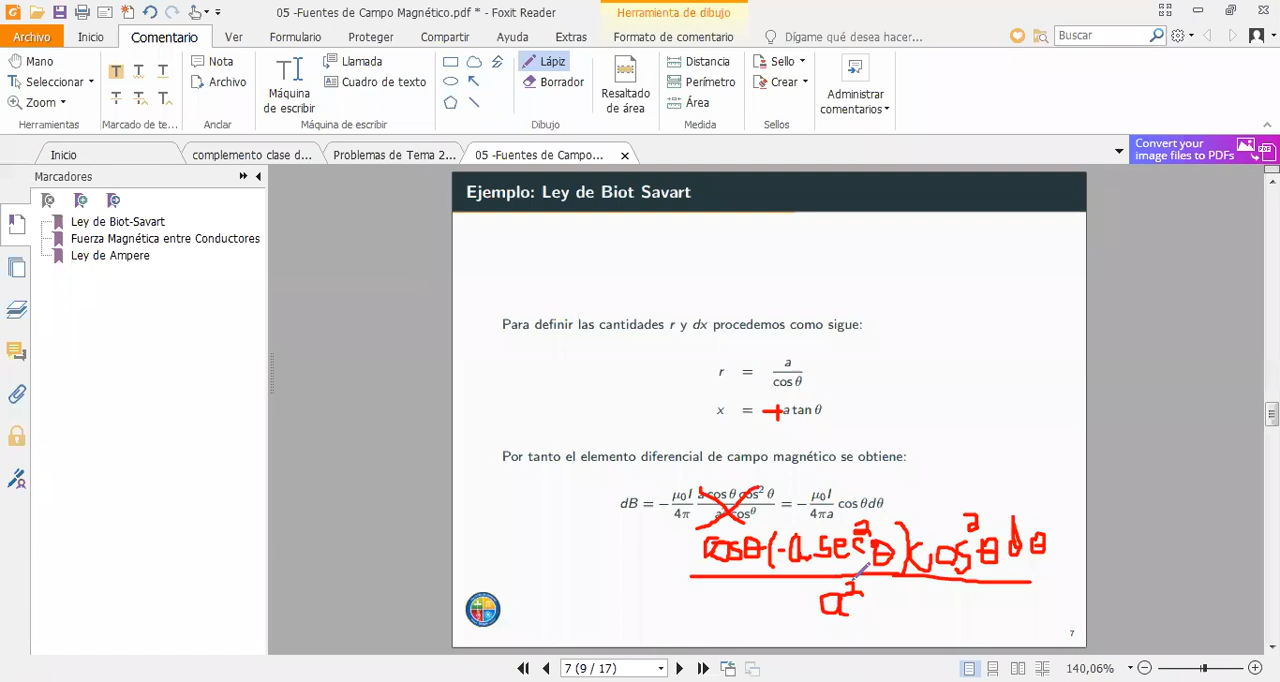 05 -Fuentes de Campo Magnético.pdf * - Foxit Reader
Herramienta de dibujo
Archivo Inicio Comentario Ver Formulario Proteger Compartir Ayuda Extras Formato de comentario Dígame qué desea hacer... Buscar
Mano
Seleccionar
Zoom
Herramientas
T T T
T T T
Marcado de te...
Nota
Archivo
Anclar
Máquina
de escribir
Llamada
Cuadro de texto
Máquina de escribir
Lápiz
Borrador
Dibujo
Resaltado
de área
Distancia
Perímetro
Área
Medida
Sello
Crear
Sellos
Administrar
comentarios
Inicio complemento clase d... Problemas de Tema 2... 05 -Fuentes de Campo...
Convert your
image files to PDFs
Marcadores
Ley de Biot-Savart
Fuerza Magnética entre Conductores
Ley de Ampere
Ejemplo: Ley de Biot Savart
Para definir las cantidades r y dx procedemos como sigue:
r = a / cos θ
x = + a tan θ
Por tanto el elemento diferencial de campo magnético se obtiene:
dB = − μ₀I / 4π a cos θ cos² θ / a cos^θ = − μ₀I / 4πa cos θdθ
cosθ(-a sec²θ)cos²θ dθ
a²
7
7 (9 / 17)
140,06%